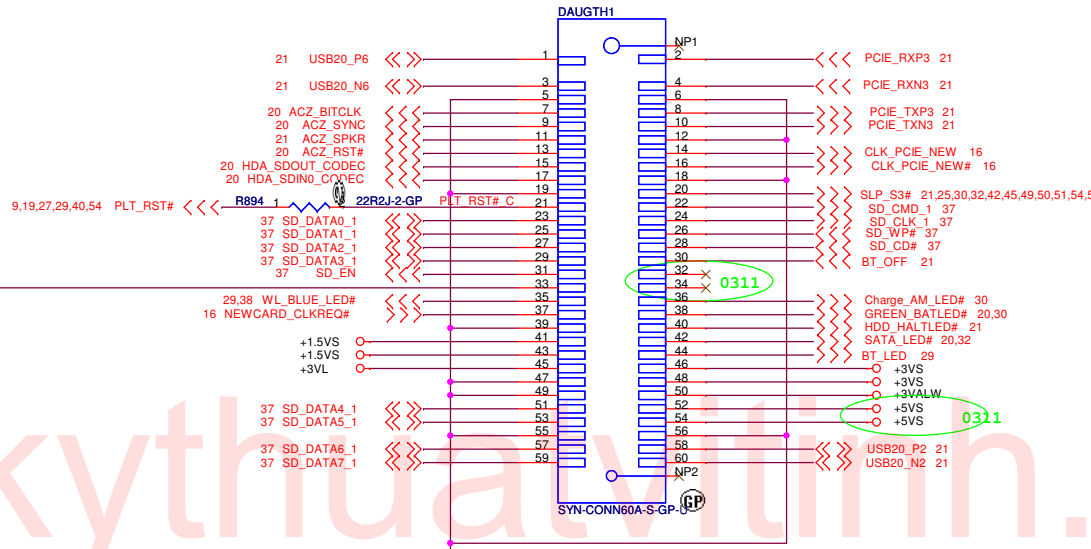 DAUGTH1
NP1
21 USB20_P6 1 2 PCIE_RXP3 21
21 USB20_N6 3 4 PCIE_RXN3 21
5 6
20 ACZ_BITCLK 7 8 PCIE_TXP3 21
20 ACZ_SYNC 9 10 PCIE_TXN3 21
21 ACZ_SPKR 11 12
20 ACZ_RST# 13 14 CLK_PCIE_NEW 16
20 HDA_SDOUT_CODEC 15 16 CLK_PCIE_NEW# 16
20 HDA_SDIN0_CODEC 17 18
19 20 SLP_S3# 21,25,30,32,42,45,49,50,51,54,5
9,19,27,29,40,54 PLT_RST# R894 1 22R2J-2-GP PLT_RST#_C 21 22 SD_CMD_1 37
37 SD_DATA0_1 23 24 SD_CLK_1 37
37 SD_DATA1_1 25 26 SD_WP# 37
37 SD_DATA2_1 27 28 SD_CD# 37
37 SD_DATA3_1 29 30 BT_OFF 21
37 SD_EN 31 32
33 34 0311
29,38 WL_BLUE_LED# 35 36 Charge_AM_LED# 30
16 NEWCARD_CLKREQ# 37 38 GREEN_BATLED# 20,30
39 40 HDD_HALTLED# 21
+1.5VS 41 42 SATA_LED# 20,32
+1.5VS 43 44 BT_LED 29
+3VL 45 46 +3VS
47 48 +3VS
49 50 +3VALW
37 SD_DATA4_1 51 52 +5VS
37 SD_DATA5_1 53 54 +5VS 0311
55 56
37 SD_DATA6_1 57 58 USB20_P2 21
37 SD_DATA7_1 59 60 USB20_N2 21
NP2
GP
SYN-CONN60A-S-GP-U
kythuatvitinh.